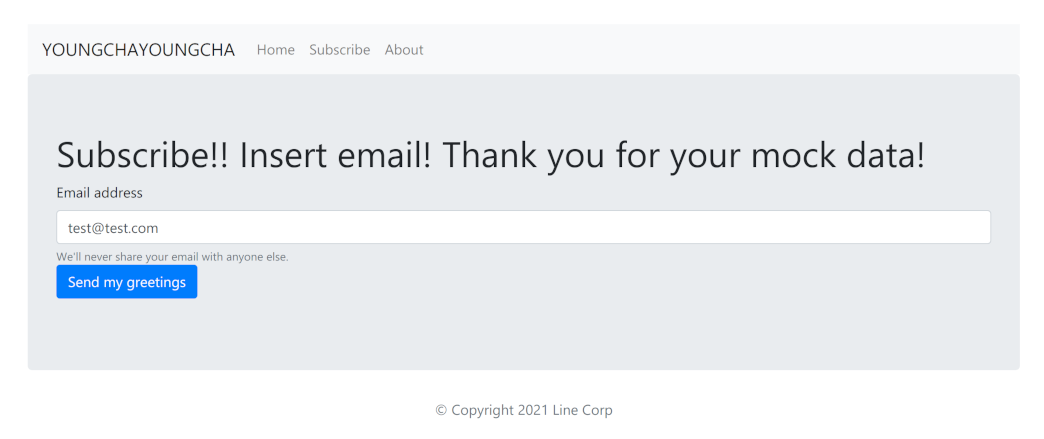 YOUNGCHAYOUNGCHA Home Subscribe About
Subscribe!! Insert email! Thank you for your mock data!
Email address
test@test.com
We'll never share your email with anyone else.
Send my greetings
© Copyright 2021 Line Corp